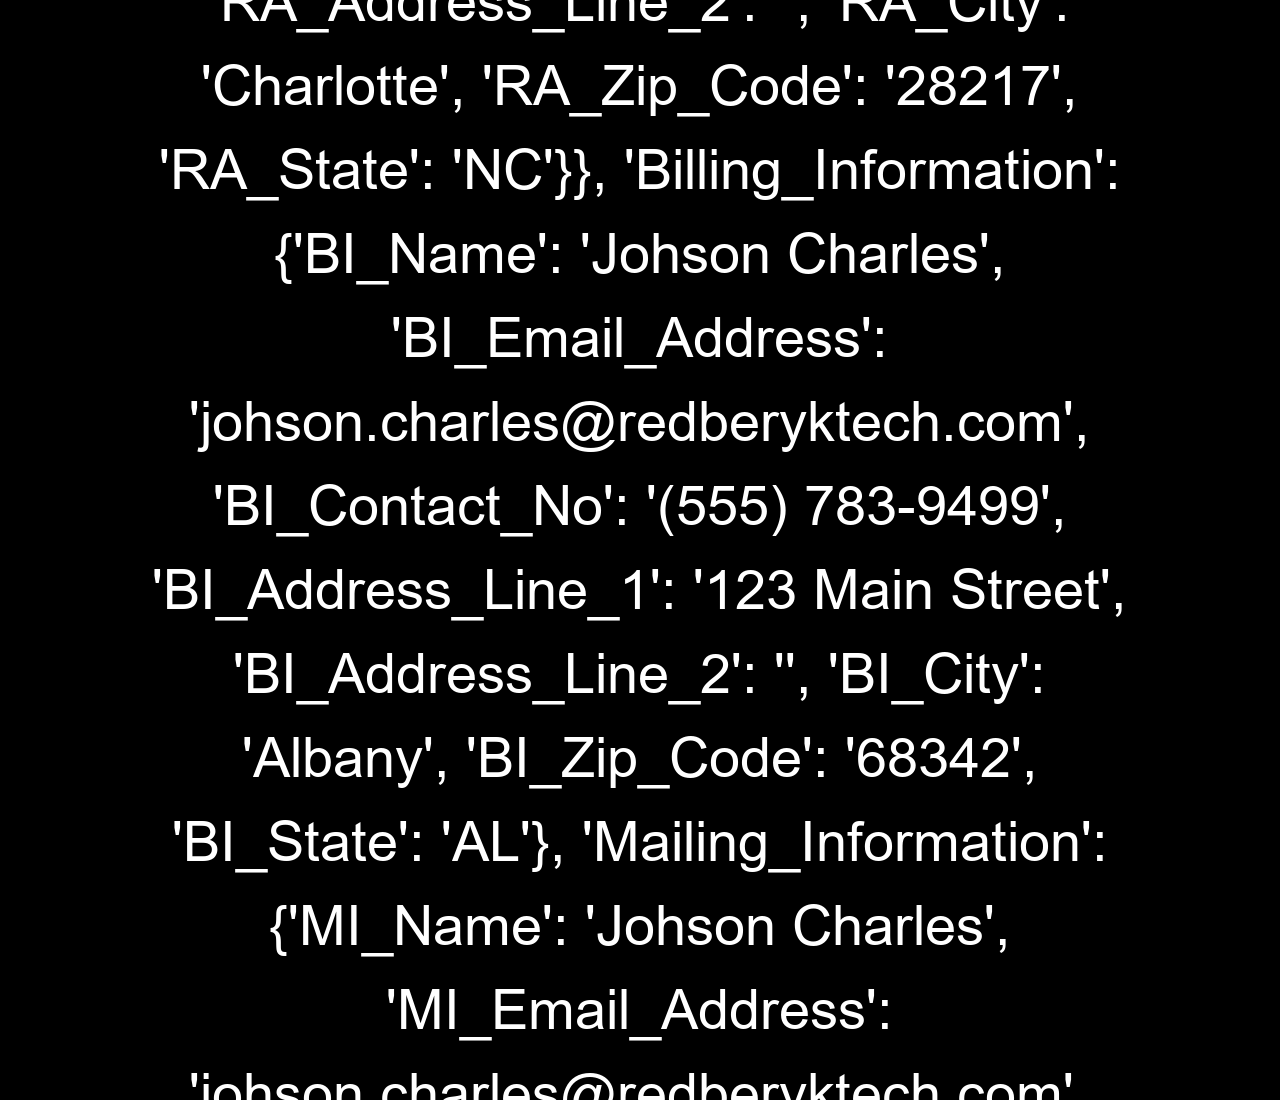 'RA_Address_Line_2': '', 'RA_City':
'Charlotte', 'RA_Zip_Code': '28217',
'RA_State': 'NC'}}, 'Billing_Information':
{'BI_Name': 'Johson Charles',
'BI_Email_Address':
'johson.charles@redberyktech.com',
'BI_Contact_No': '(555) 783-9499',
'BI_Address_Line_1': '123 Main Street',
'BI_Address_Line_2': '', 'BI_City':
'Albany', 'BI_Zip_Code': '68342',
'BI_State': 'AL'}, 'Mailing_Information':
{'MI_Name': 'Johson Charles',
'MI_Email_Address':
'johson.charles@redberyktech.com'